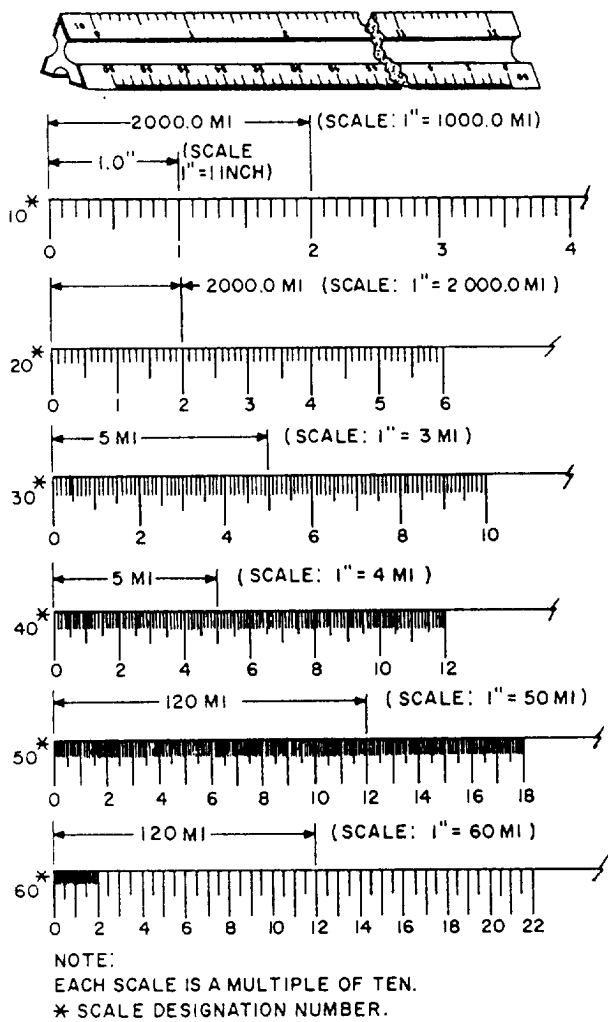 2000.0 MI (SCALE: 1"=1000.0 MI)
1.0" (SCALE
1"=1 INCH)
10*
0 1 2 3 4
2000.0 MI (SCALE: 1"=2 000.0 MI)
20*
0 1 2 3 4 5 6
5 MI (SCALE: 1"=3 MI)
30*
0 2 4 6 8 10
5 MI (SCALE: 1"=4 MI)
40*
0 2 4 6 8 10 12
120 MI (SCALE: 1"=50 MI)
50*
0 2 4 6 8 10 12 14 16 18
120 MI (SCALE: 1"=60 MI)
60*
0 2 4 6 8 10 12 14 16 18 20 22
NOTE:
EACH SCALE IS A MULTIPLE OF TEN.
* SCALE DESIGNATION NUMBER.